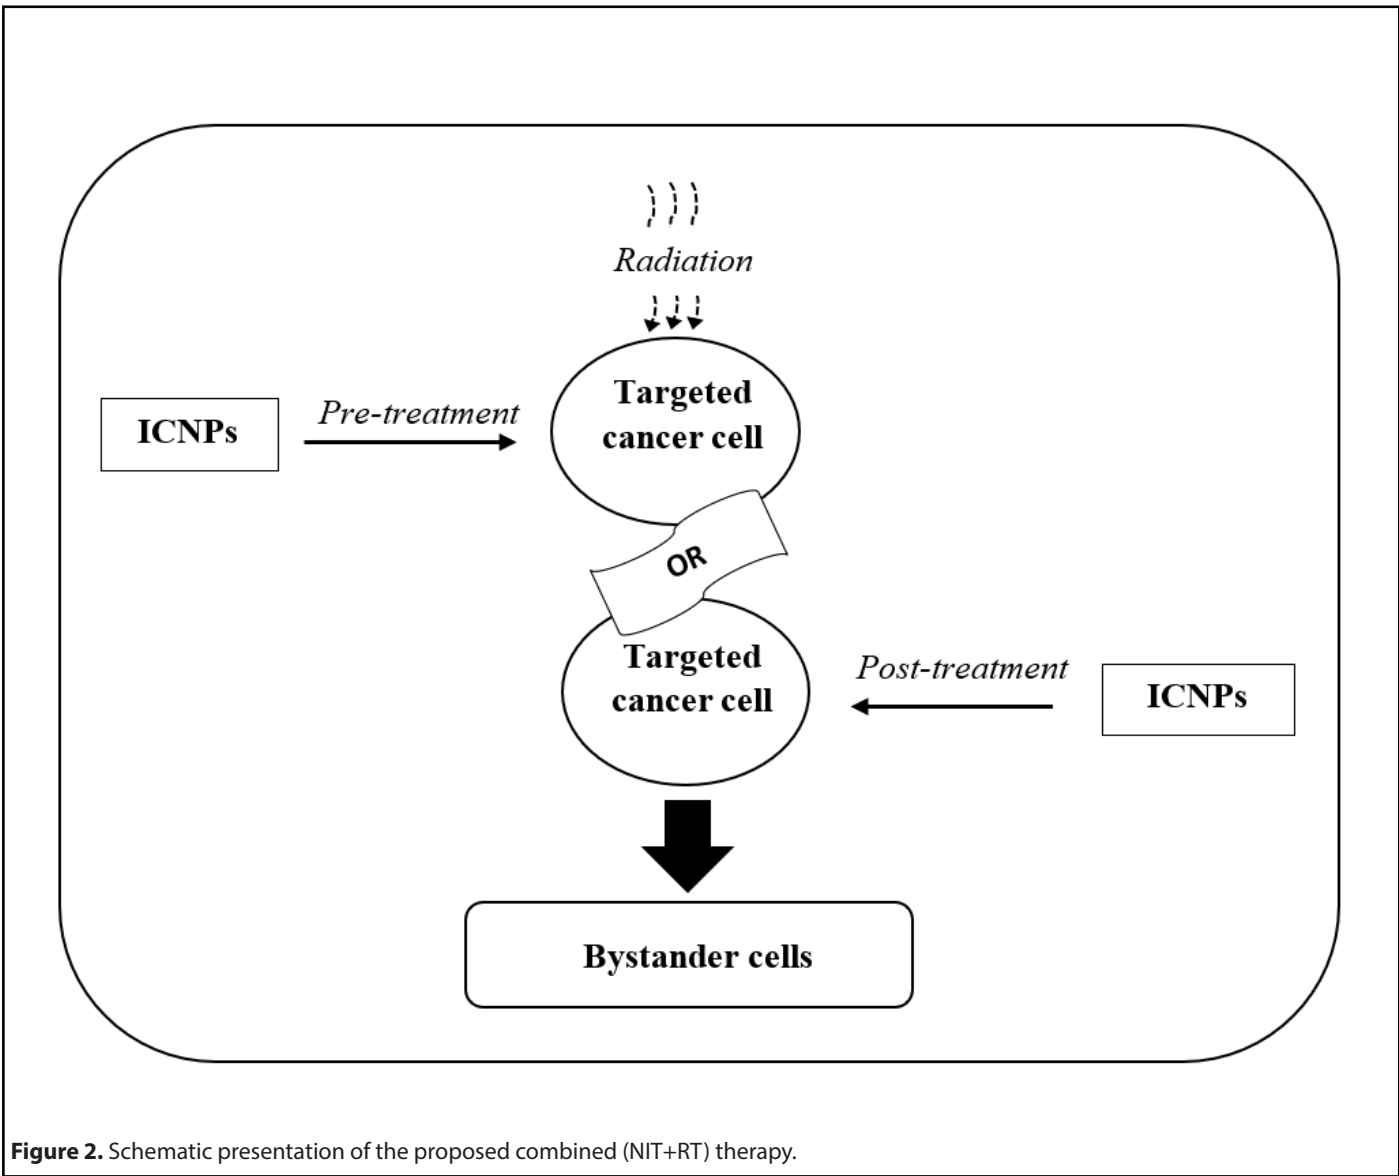 Radiation
Targeted
cancer cell
ICNPs
Pre-treatment
OR
Targeted
cancer cell
Post-treatment
ICNPs
Bystander cells
Figure 2. Schematic presentation of the proposed combined (NIT+RT) therapy.